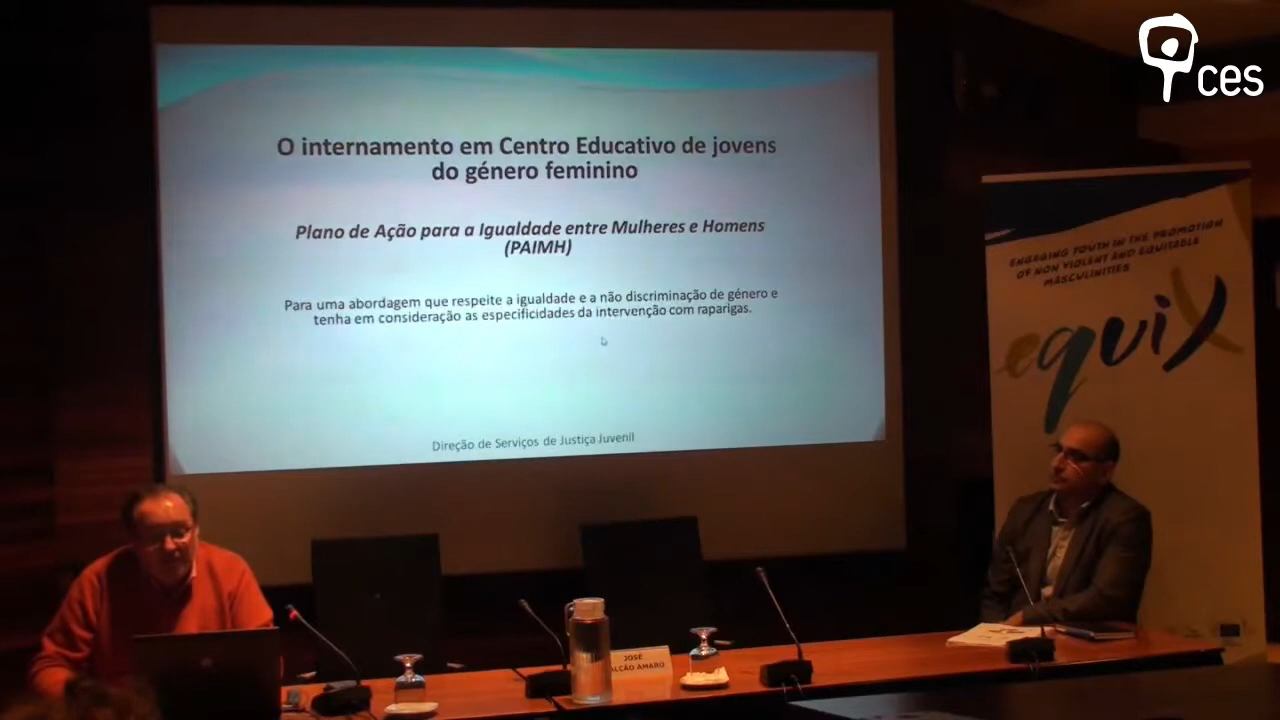 O internamento em Centro Educativo de jovens
do género feminino
Plano de Ação para a Igualdade entre Mulheres e Homens
(PAIMH)
Para uma abordagem que respeite a igualdade e a não discriminação de género e
tenha em consideração as especificidades da intervenção com raparigas.
Direção de Serviços de Justiça Juvenil
ces
ENGAGING YOUTH IN THE PROMOTION
OF NON VIOLENT AND EQUITABLE
MASCULINITIES
equiX
JOSÉ
AMARO